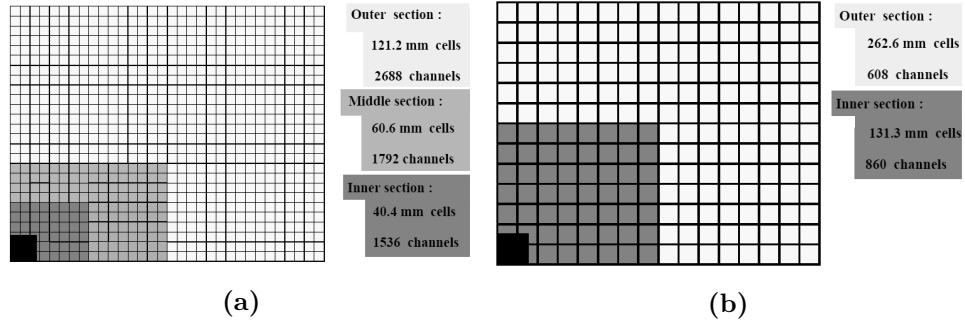 Outer section :
121.2 mm cells
2688 channels
Middle section :
60.6 mm cells
1792 channels
Inner section :
40.4 mm cells
1536 channels
(a)
Outer section :
262.6 mm cells
608 channels
Inner section :
131.3 mm cells
860 channels
(b)